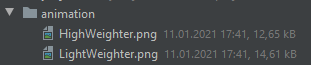 animation
HighWeighter.png 11.01.2021 17:41, 12,65 kB
LightWeighter.png 11.01.2021 17:41, 14,61 kB